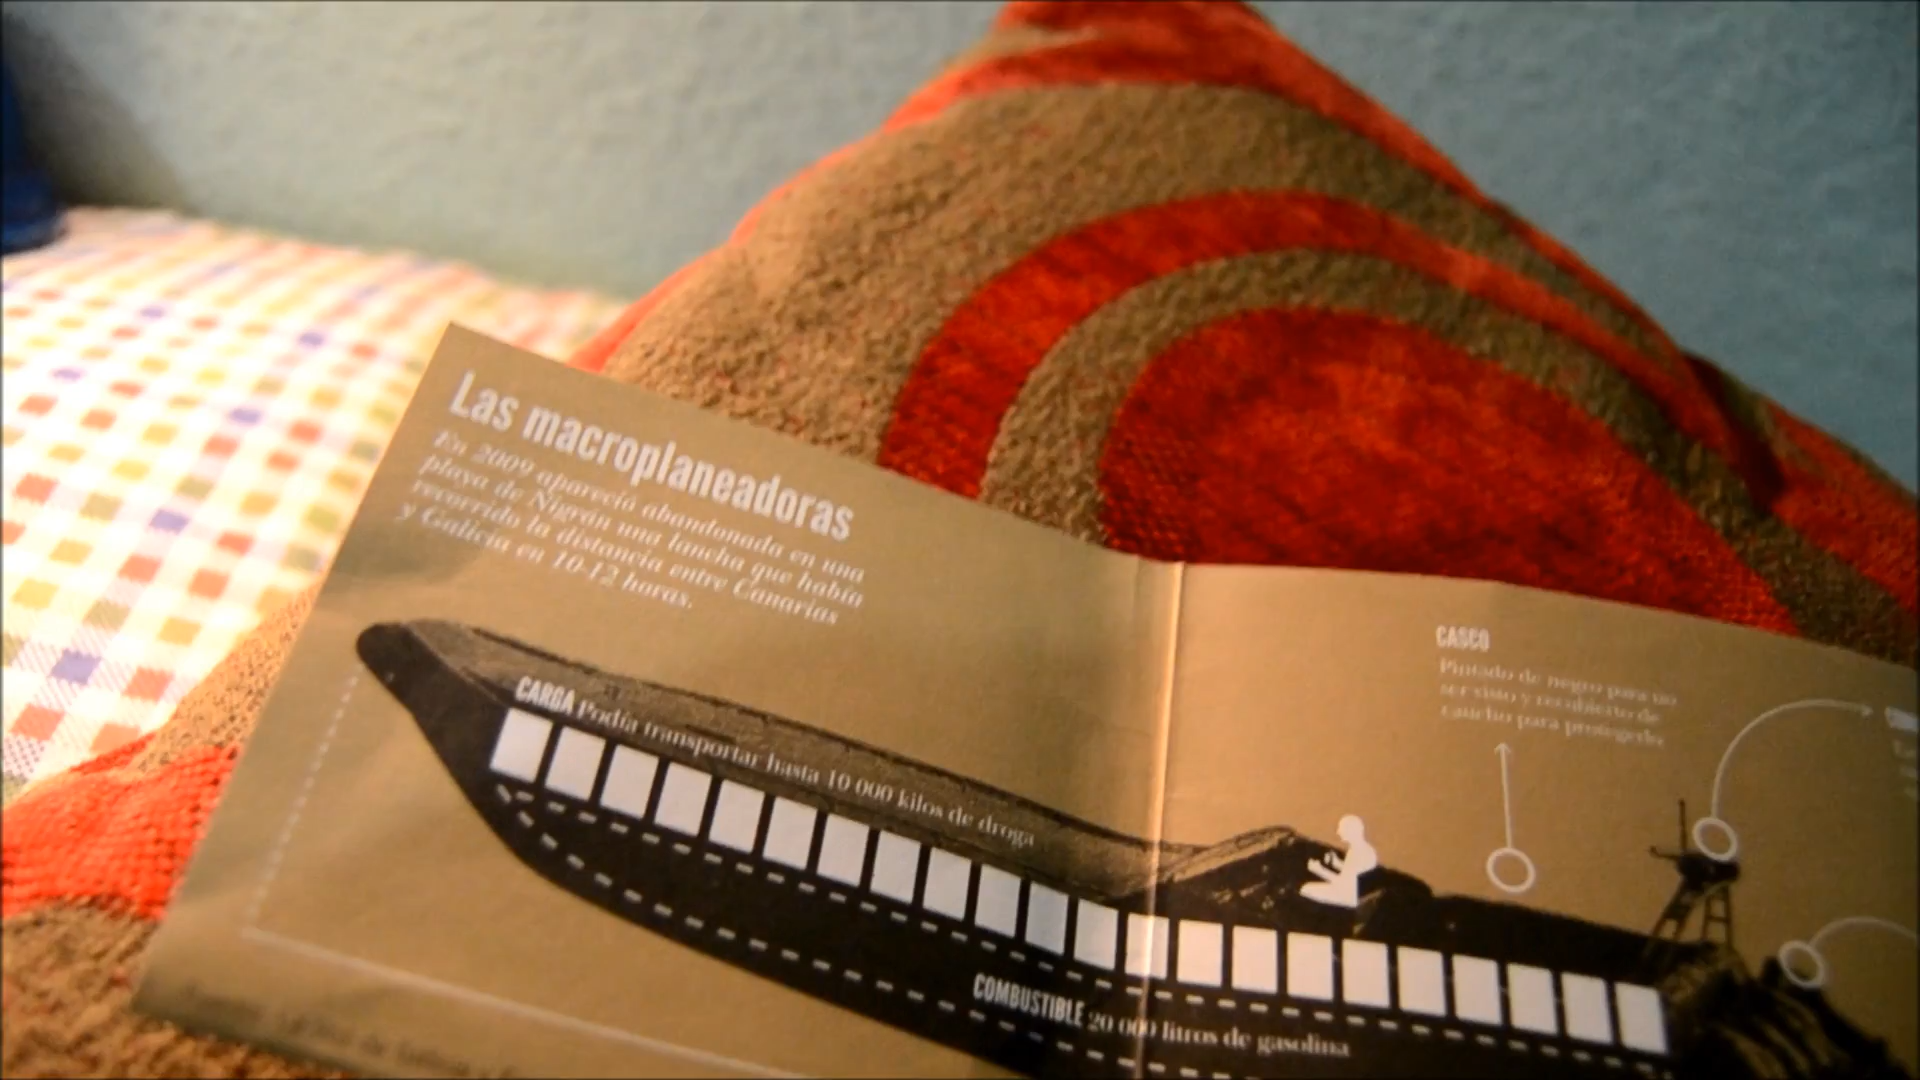 Las macroplaneadoras
En 2009 apareció abandonada en una
playa de Nigrán una lancha que había
recorrido la distancia entre Canarias
y Galicia en 10-12 horas.
CARGA Podía transportar hasta 10 000 kilos de droga
CASCO
Pintado de negro para no
ser visto y recubierto de
caucho para protegerlo
COMBUSTIBLE 20 000 litros de gasolina